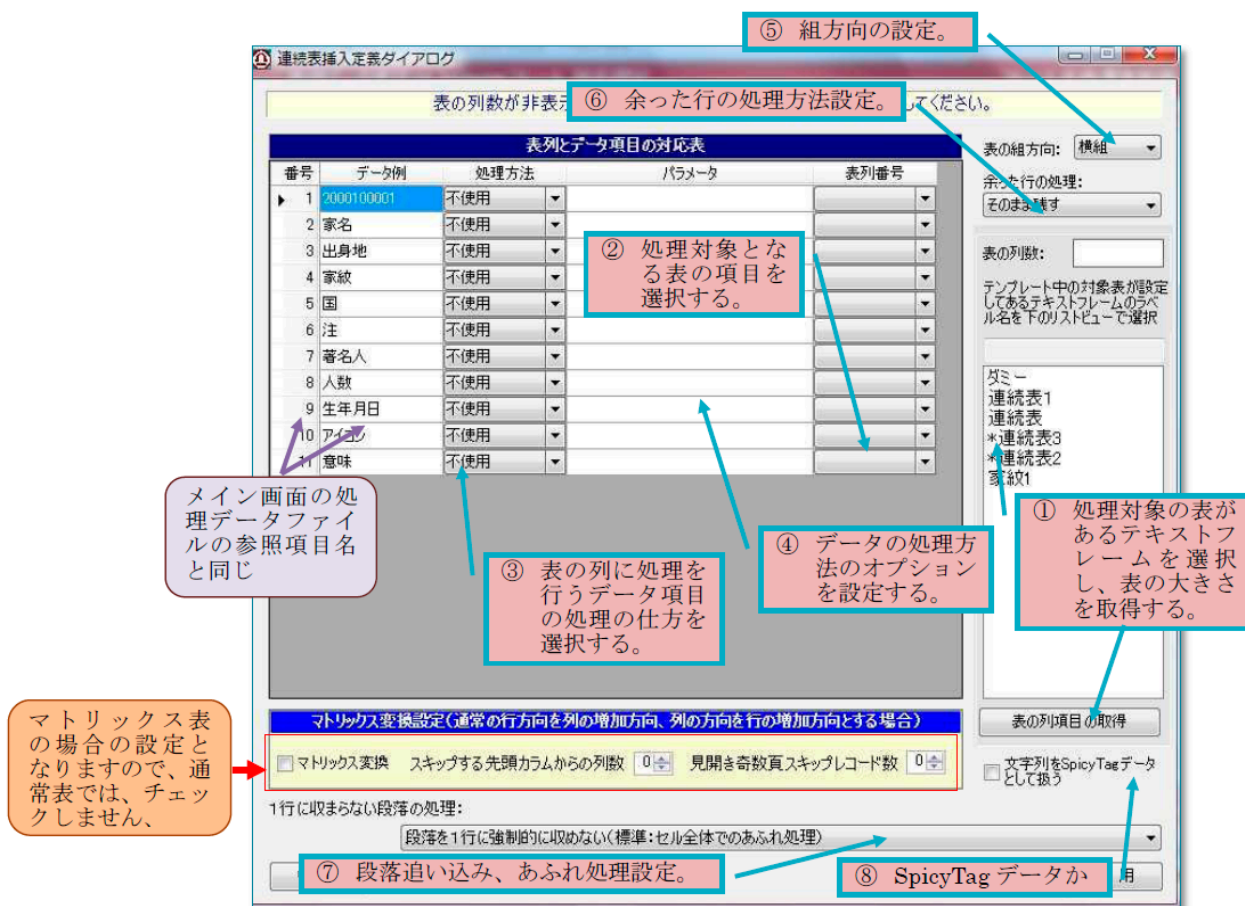 ⑤ 組方向の設定。
連続表挿入定義ダイアログ
表の列数が非表示
してください。
⑥ 余った行の処理方法設定。
表列とデータ項目の対応表
番号 データ例 処理方法 パラメータ 表列番号
1 2000100001 不使用
2 家名 不使用
3 出身地 不使用
4 家紋 不使用
5 国 不使用
6 注 不使用
7 著名人 不使用
8 人数 不使用
9 生年月日 不使用
10 アイコン 不使用
11 意味 不使用
表の組方向: 横組
余った行の処理:
そのまま残す
表の列数:
テンプレート中の対象表が設定
してあるテキストフレームのラベ
ル名を下のリストビューで選択
ダミー
連続表1
連続表
*連続表3
*連続表2
家紋1
② 処理対象とな
る表の項目を
選択する。
メイン画面の処
理データファイ
ルの参照項目名
と同じ
③ 表の列に処理を
行うデータ項目
の処理の仕方を
選択する。
④ データの処理方
法のオプション
を設定する。
① 処理対象の表が
あるテキストフ
レームを選択
し、表の大きさ
を取得する。
マトリックス表
の場合の設定と
なりますので、通
常表では、チェッ
クしません、
マトリックス変換設定(通常の行方向を列の増加方向、列の方向を行の増加方向とする場合)
マトリックス変換 スキップする先頭カラムからの列数 0 見開き奇数頁スキップレコード数 0
表の列項目の取得
文字列をSpicyTagデータ
として扱う
1行に収まらない段落の処理:
段落を1行に強制的に収めない(標準:セル全体でのあふれ処理)
⑦ 段落追い込み、あふれ処理設定。
⑧ SpicyTag データか
用